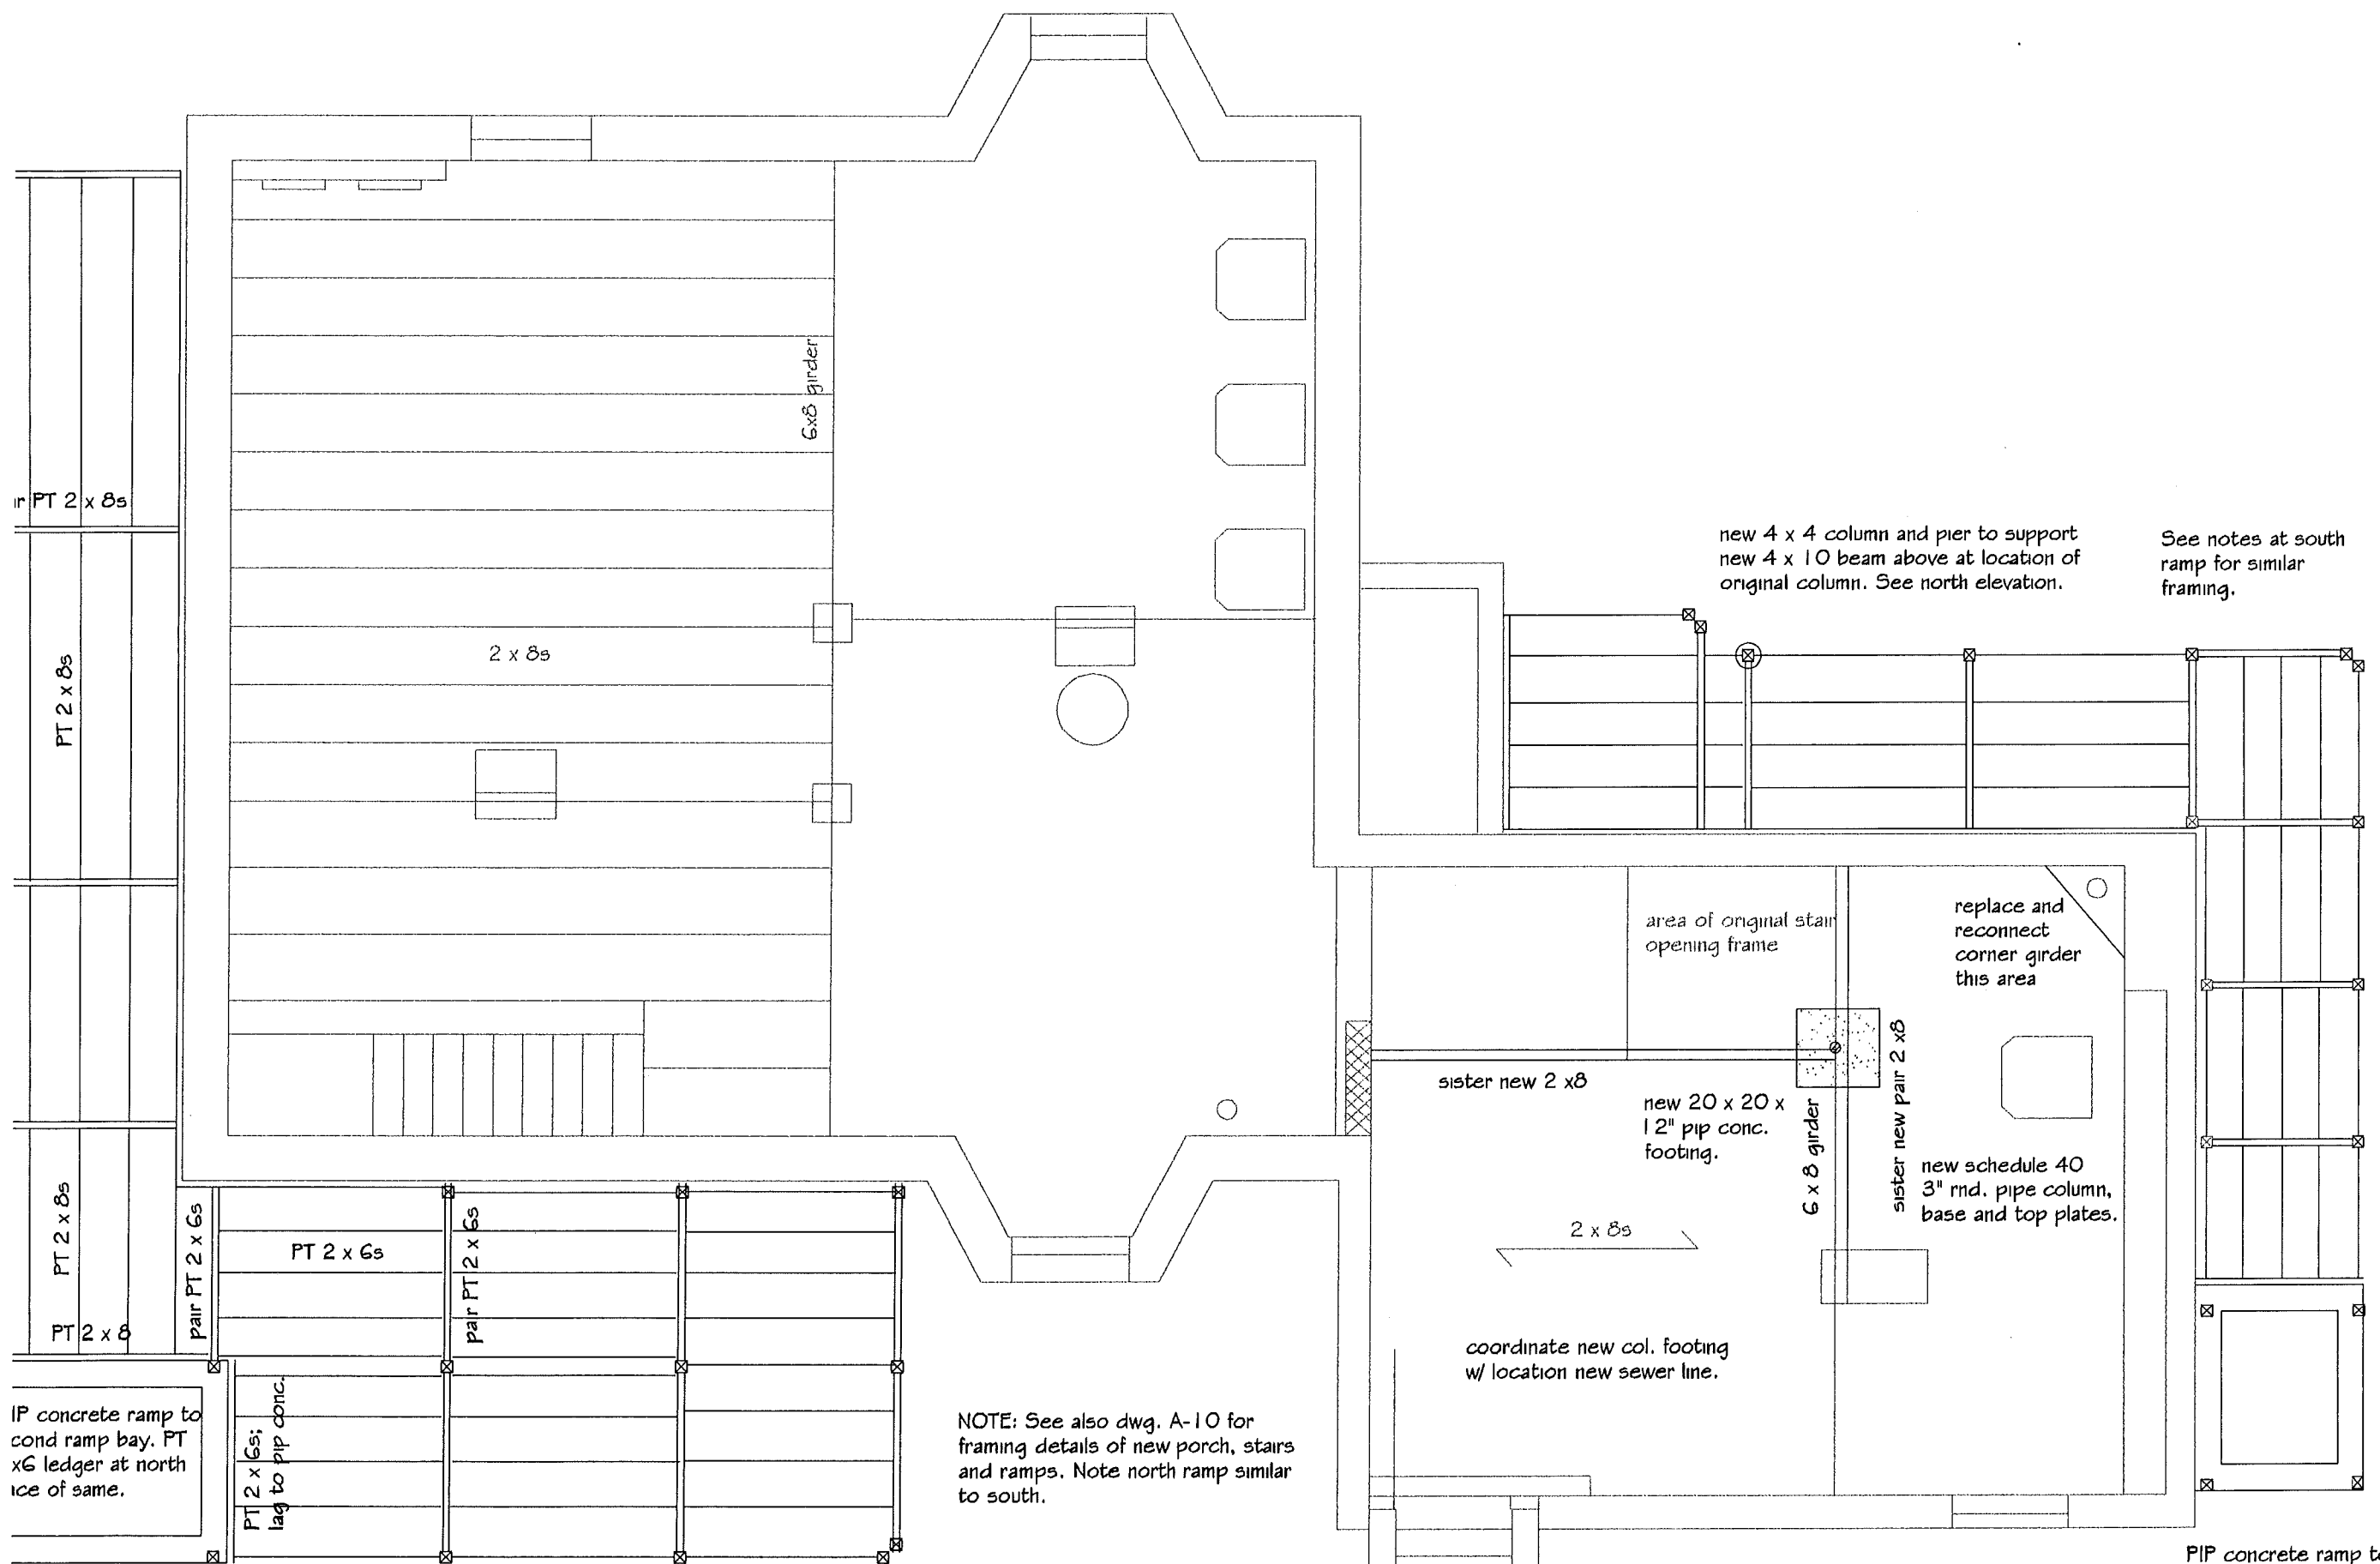 6x8 girder
r PT 2 x 8s
new 4 x 4 column and pier to support
new 4 x 10 beam above at location of
original column. See north elevation.
See notes at south
ramp for similar
framing.
2 x 8s
PT 2 x 8s
area of original stair
opening frame
replace and
reconnect
corner girder
this area
sister new 2 x8
new 20 x 20 x
12" pip conc.
footing.
6 x 8 girder
sister new pair 2 x8
new schedule 40
3" rnd. pipe column,
base and top plates.
PT 2 x 8s
pair PT 2 x 6s
PT 2 x 6s
pair PT 2 x 6s
2 x 8s
PT 2 x 8
coordinate new col. footing
w/ location new sewer line.
IP concrete ramp to
cond ramp bay. PT
x6 ledger at north
ce of same.
PT 2 x 6s;
lag to pip conc.
NOTE: See also dwg. A-10 for
framing details of new porch, stairs
and ramps. Note north ramp similar
to south.
PIP concrete ramp t